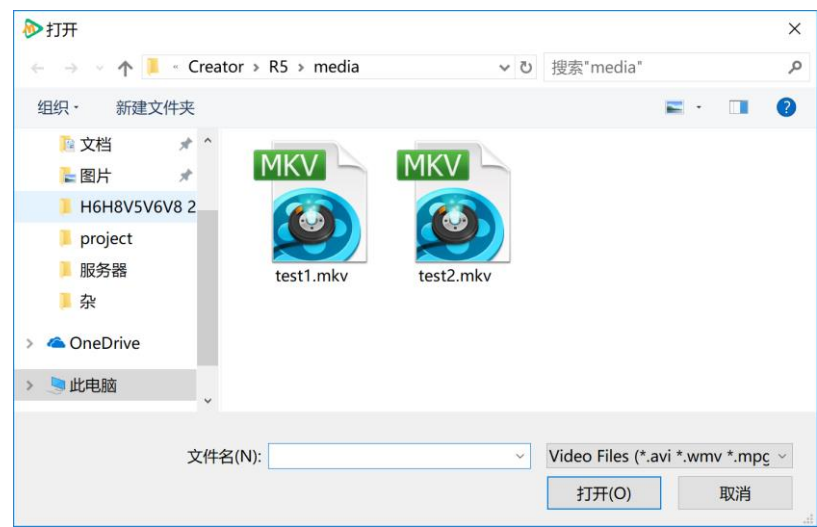 打开
« Creator › R5 › media
搜索"media"
组织
新建文件夹
文档
图片
H6H8V5V6V8 2
project
服务器
杂
OneDrive
此电脑
MKV
MKV
test1.mkv
test2.mkv
文件名(N):
Video Files (*.avi *.wmv *.mpg
打开(O)
取消